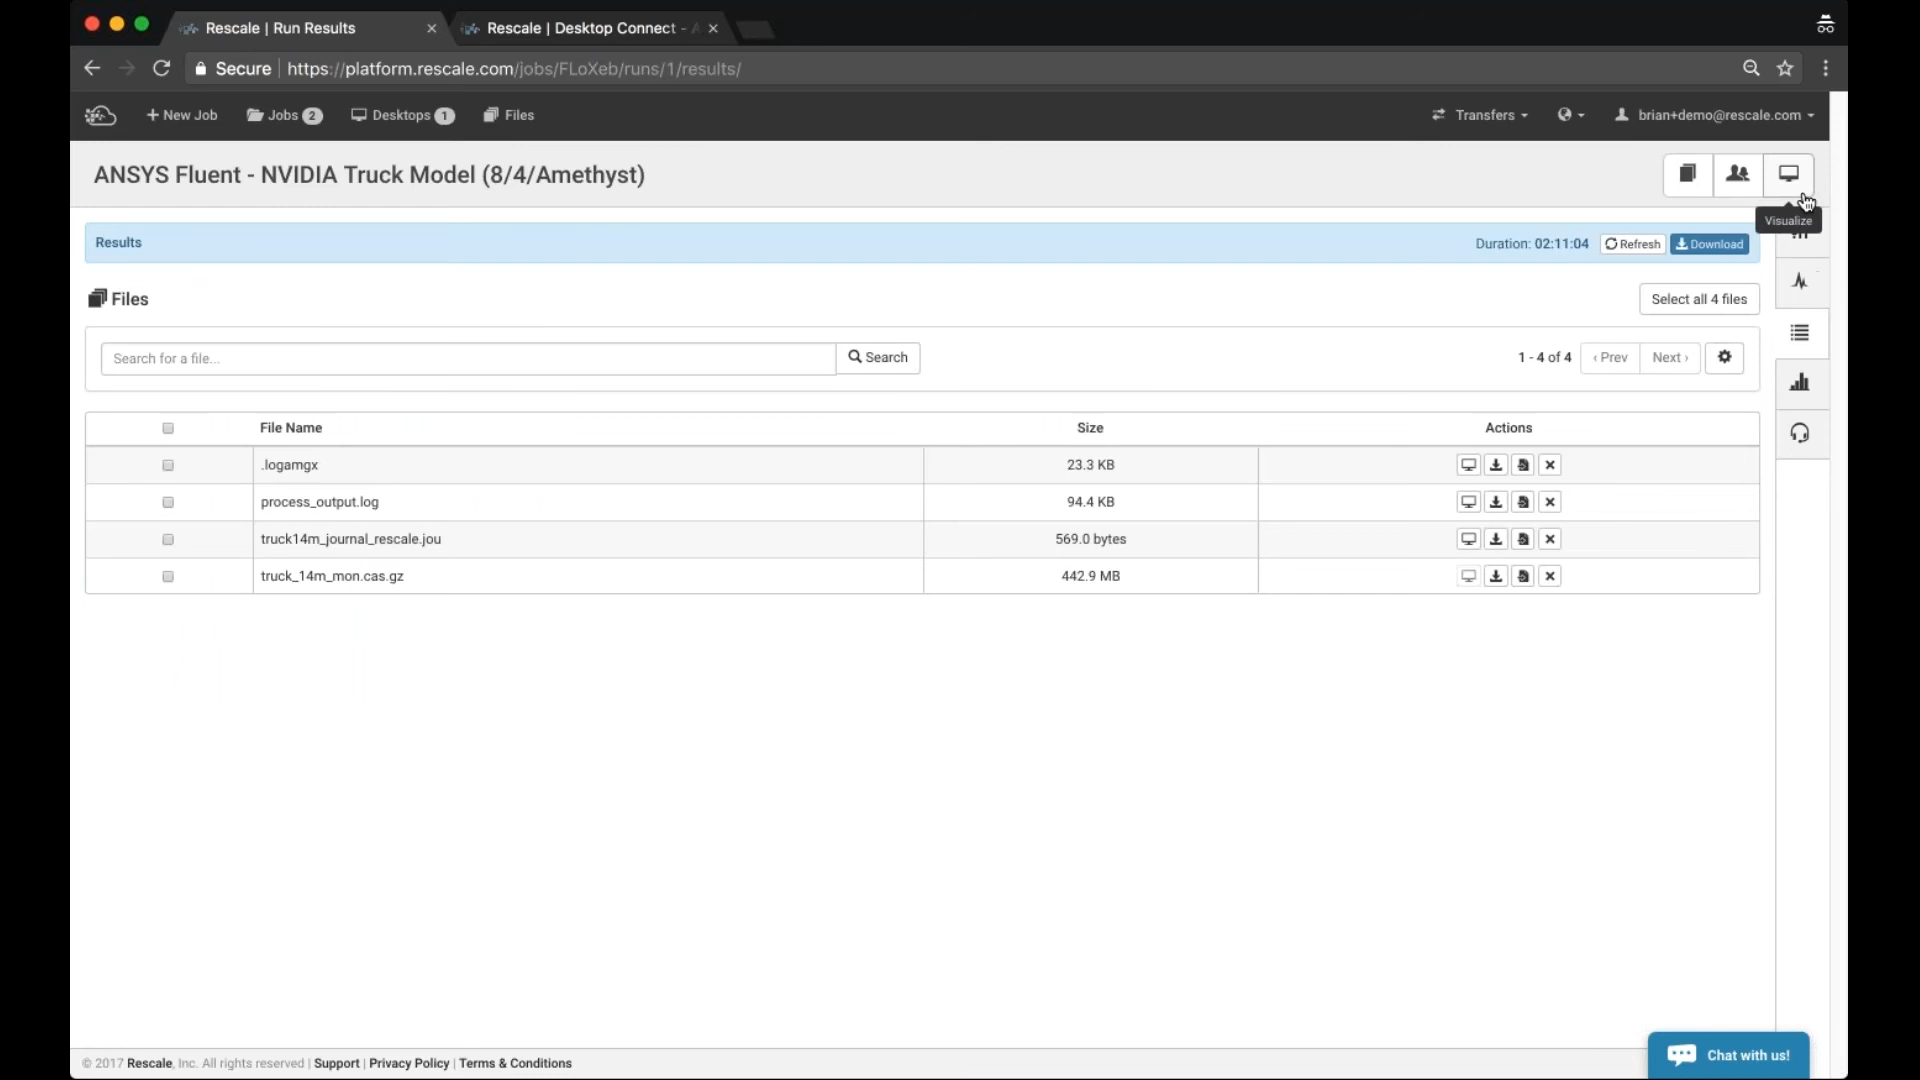 Rescale | Run Results
Rescale | Desktop Connect -
Secure https://platform.rescale.com/jobs/FLoXeb/runs/1/results/
New Job Jobs 2 Desktops 1 Files Transfers brian+demo@rescale.com
ANSYS Fluent - NVIDIA Truck Model (8/4/Amethyst)
Visualize
Results Duration: 02:11:04 Refresh Download
Files Select all 4 files
Search for a file... Search 1 - 4 of 4 ‹ Prev Next ›
File Name Size Actions
.logamgx 23.3 KB
process_output.log 94.4 KB
truck14m_journal_rescale.jou 569.0 bytes
truck_14m_mon.cas.gz 442.9 MB
© 2017 Rescale, Inc. All rights reserved | Support | Privacy Policy | Terms & Conditions
Chat with us!